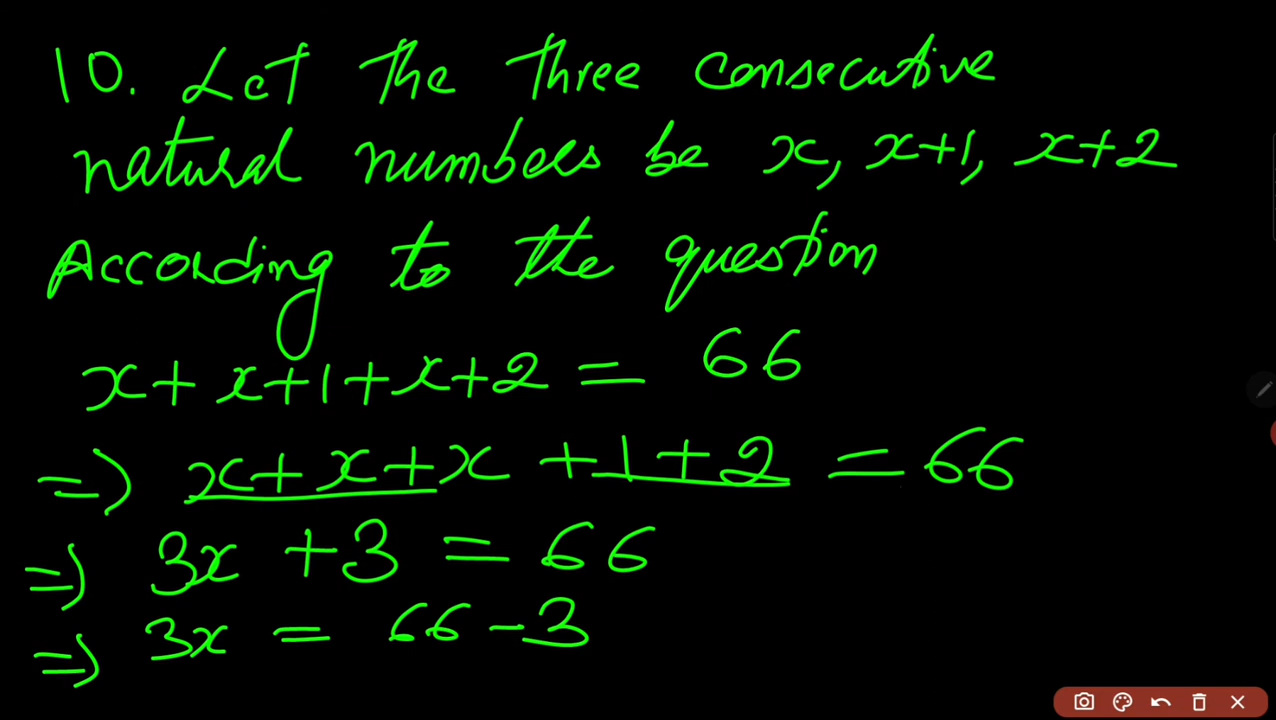 10. Let the three consecutive
natural numbers be x, x+1, x+2
According to the question
x + x+1+x+2 = 66
=) x + x + x + 1 + 2 = 66
=) 3x + 3 = 66
=) 3x = 66 - 3